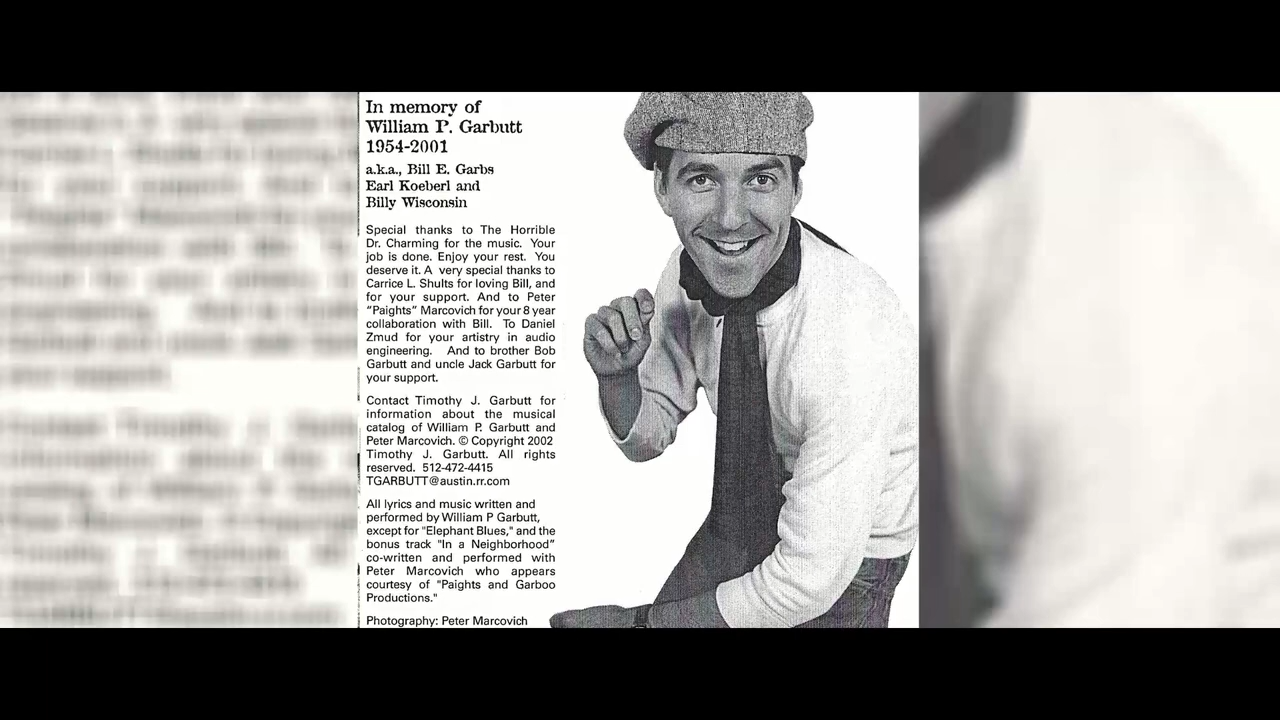 In memory of
William P. Garbutt
1954-2001
a.k.a., Bill E. Garbs
Earl Koeberl and
Billy Wisconsin
Special thanks to The Horrible
Dr. Charming for the music. Your
job is done. Enjoy your rest. You
deserve it. A very special thanks to
Carrice L. Shults for loving Bill, and
for your support. And to Peter
“Paights” Marcovich for your 8 year
collaboration with Bill. To Daniel
Zmud for your artistry in audio
engineering. And to brother Bob
Garbutt and uncle Jack Garbutt for
your support.
Contact Timothy J. Garbutt for
information about the musical
catalog of William P. Garbutt and
Peter Marcovich. © Copyright 2002
Timothy J. Garbutt. All rights
reserved. 512-472-4415
TGARBUTT@austin.rr.com
All lyrics and music written and
performed by William P Garbutt,
except for "Elephant Blues," and the
bonus track "In a Neighborhood”
co-written and performed with
Peter Marcovich who appears
courtesy of "Paights and Garboo
Productions."
Photography: Peter Marcovich